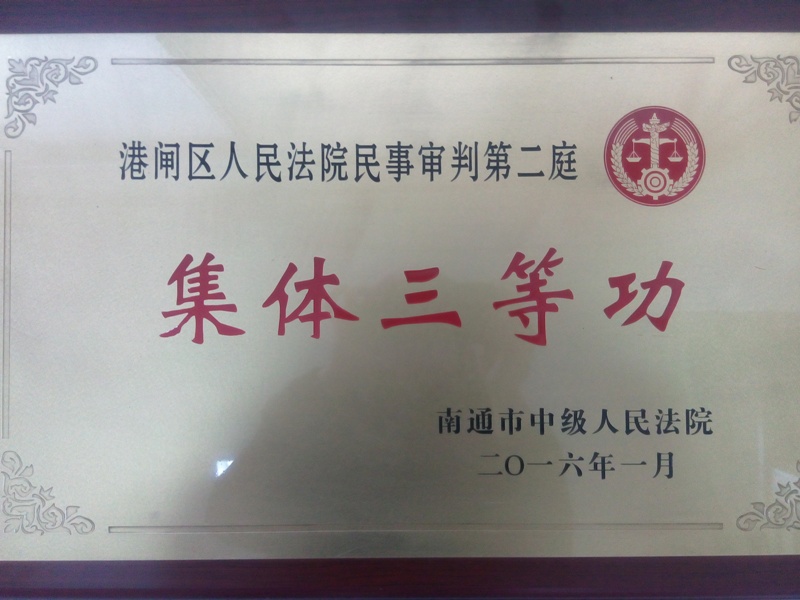 港闸区人民法院民事审判第二庭
集体三等功
南通市中级人民法院
二〇一六年一月